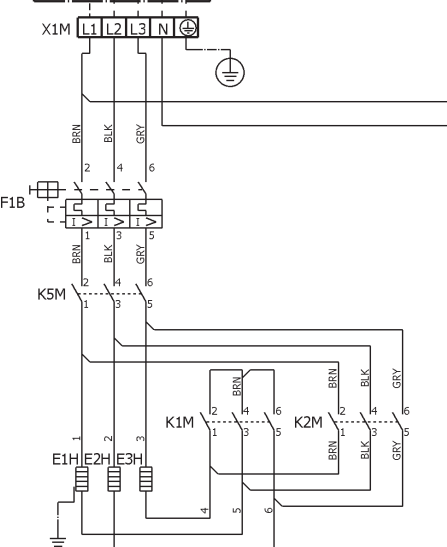 X1M L1 L2 L3 N
BRN BLK GRY
2 4 6
F1B
I > I > I >
1 3 5
BRN BLK GRY
2 4 6
K5M
1 3 5
BRN BLK GRY
BRN
2 4 6 2 4 6
K1M K2M
1 3 5 1 3 5
1 2 3
BRN BLK GRY
E1H E2H E3H
4 5 6